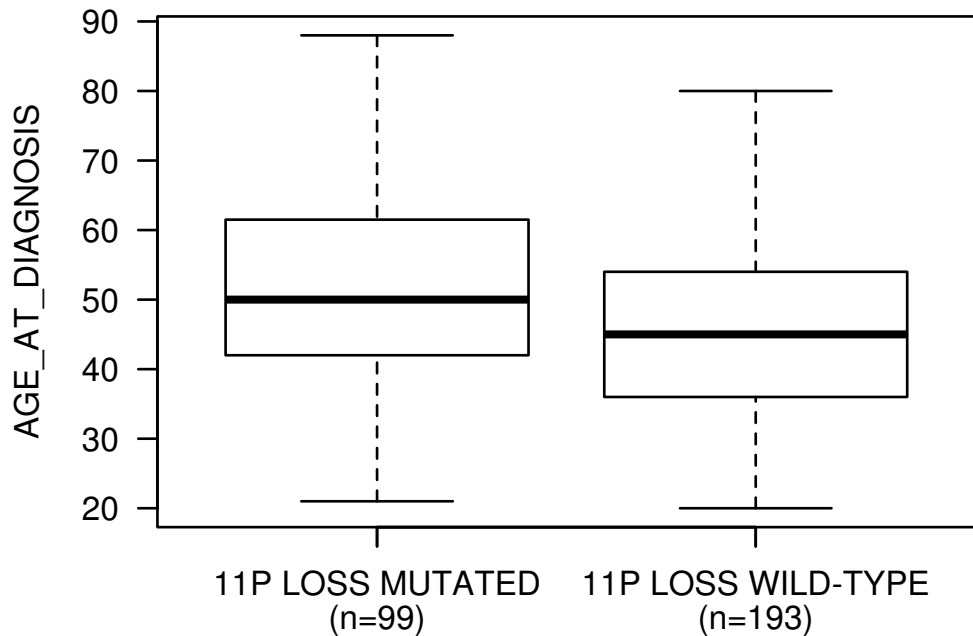 AGE_AT_DIAGNOSIS
90
80
70
60
50
40
30
20
11P LOSS MUTATED
(n=99)
11P LOSS WILD-TYPE
(n=193)